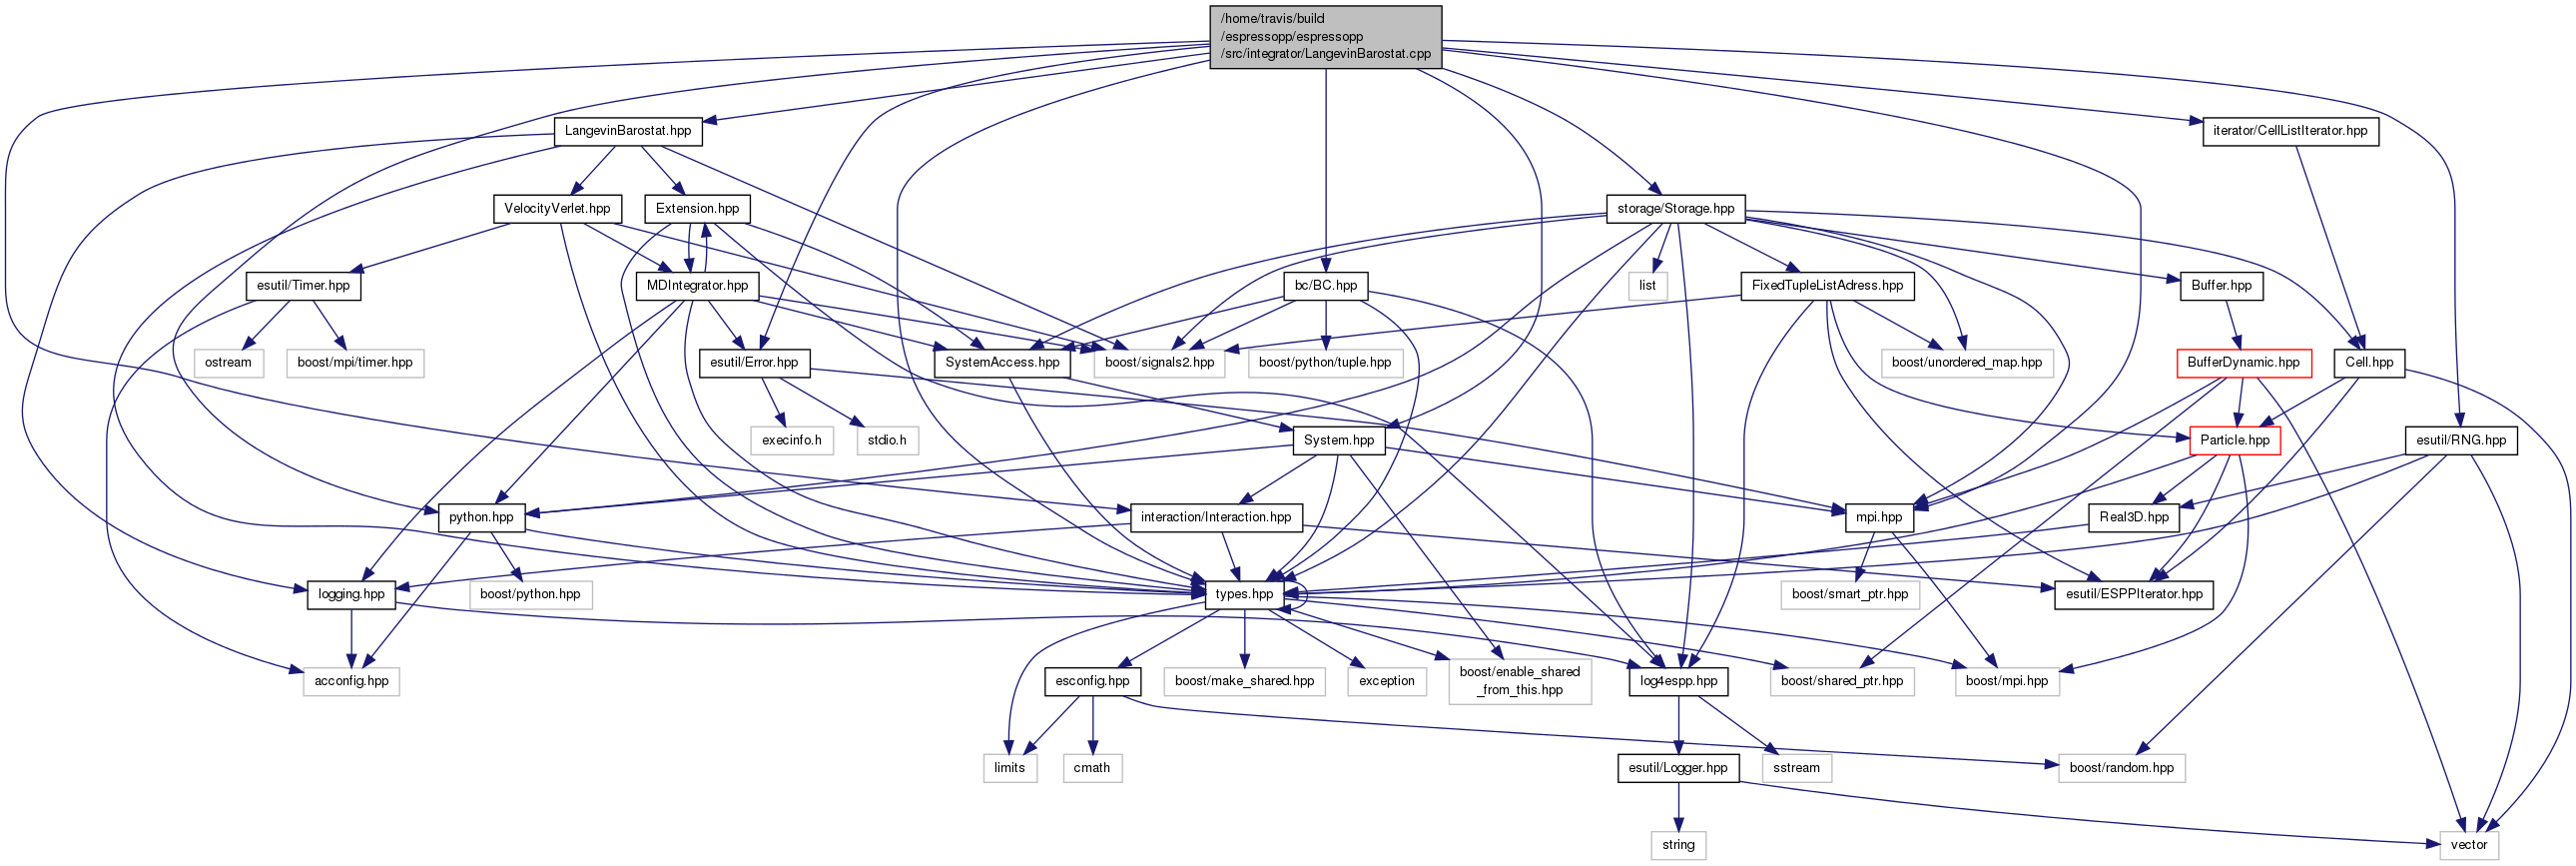 /home/travis/build
/espressopp/espressopp
/src/integrator/LangevinBarostat.cpp
LangevinBarostat.hpp
iterator/CellListIterator.hpp
VelocityVerlet.hpp
Extension.hpp
storage/Storage.hpp
esutil/Timer.hpp
MDIntegrator.hpp
bc/BC.hpp
list
FixedTupleListAdress.hpp
Buffer.hpp
ostream
boost/mpi/timer.hpp
esutil/Error.hpp
SystemAccess.hpp
boost/signals2.hpp
boost/python/tuple.hpp
boost/unordered_map.hpp
BufferDynamic.hpp
Cell.hpp
execinfo.h
stdio.h
System.hpp
Particle.hpp
esutil/RNG.hpp
python.hpp
interaction/Interaction.hpp
mpi.hpp
Real3D.hpp
logging.hpp
boost/python.hpp
types.hpp
boost/smart_ptr.hpp
esutil/ESPPIterator.hpp
acconfig.hpp
esconfig.hpp
boost/make_shared.hpp
exception
boost/enable_shared
_from_this.hpp
log4espp.hpp
boost/shared_ptr.hpp
boost/mpi.hpp
limits
cmath
esutil/Logger.hpp
sstream
boost/random.hpp
string
vector